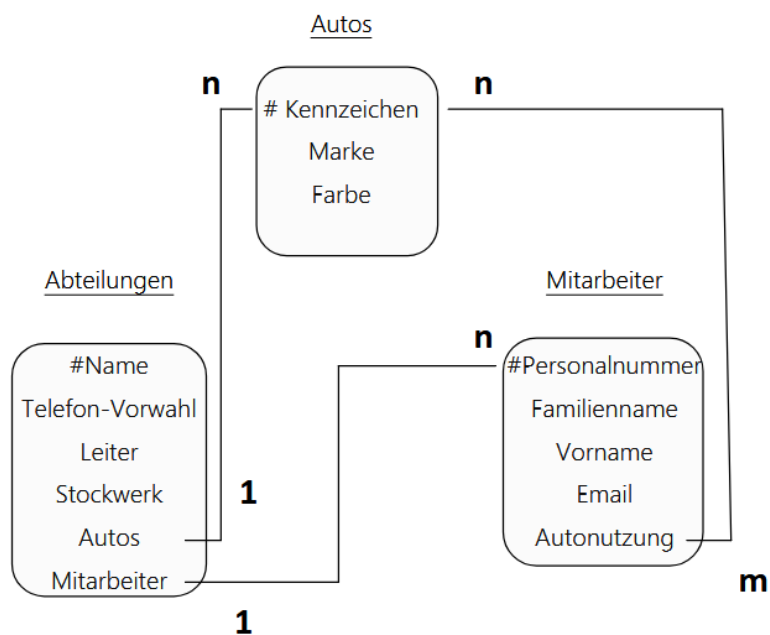 Autos
n
n
# Kennzeichen
Marke
Farbe
Abteilungen
Mitarbeiter
n
#Name
Telefon-Vorwahl
Leiter
Stockwerk
Autos
Mitarbeiter
1
1
#Personalnummer
Familienname
Vorname
Email
Autonutzung
m